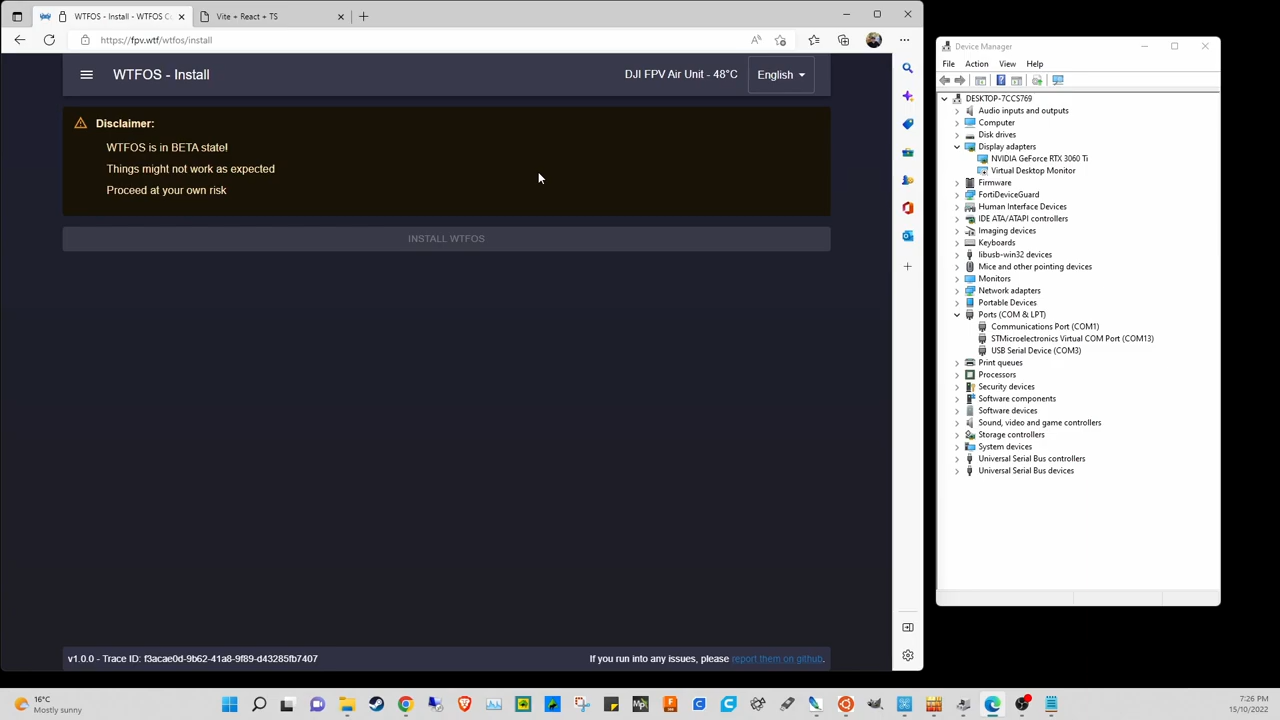 WTFOS - Install - WTFOS C
Vite + React + TS
https://fpv.wtf/wtfos/install
WTFOS - Install
DJI FPV Air Unit - 48°C
English
Disclaimer:
WTFOS is in BETA state!
Things might not work as expected
Proceed at your own risk
INSTALL WTFOS
v1.0.0 - Trace ID: f3acae0d-9b62-4 a8-9f89-d43285fb7407
If you run into any issues, please report them on github.
Device Manager
File Action View Help
DESKTOP-7CCS769
Audio inputs and outputs
Computer
Disk drives
Display adapters
NVIDIA GeForce RTX 3060 Ti
Virtual Desktop Monitor
Firmware
FortiDeviceGuard
Human Interface Devices
IDE ATA/ATAPI controllers
Imaging devices
Keyboards
libusb-win32 devices
Mice and other pointing devices
Monitors
Network adapters
Portable Devices
Ports (COM & LPT)
Communications Port (COM1)
STMicroelectronics Virtual COM Port (COM13)
USB Serial Device (COM3)
Print queues
Processors
Security devices
Software components
Software devices
Sound, video and game controllers
Storage controllers
System devices
Universal Serial Bus controllers
Universal Serial Bus devices
16°C
Mostly sunny
7:26 PM
15/10/2022